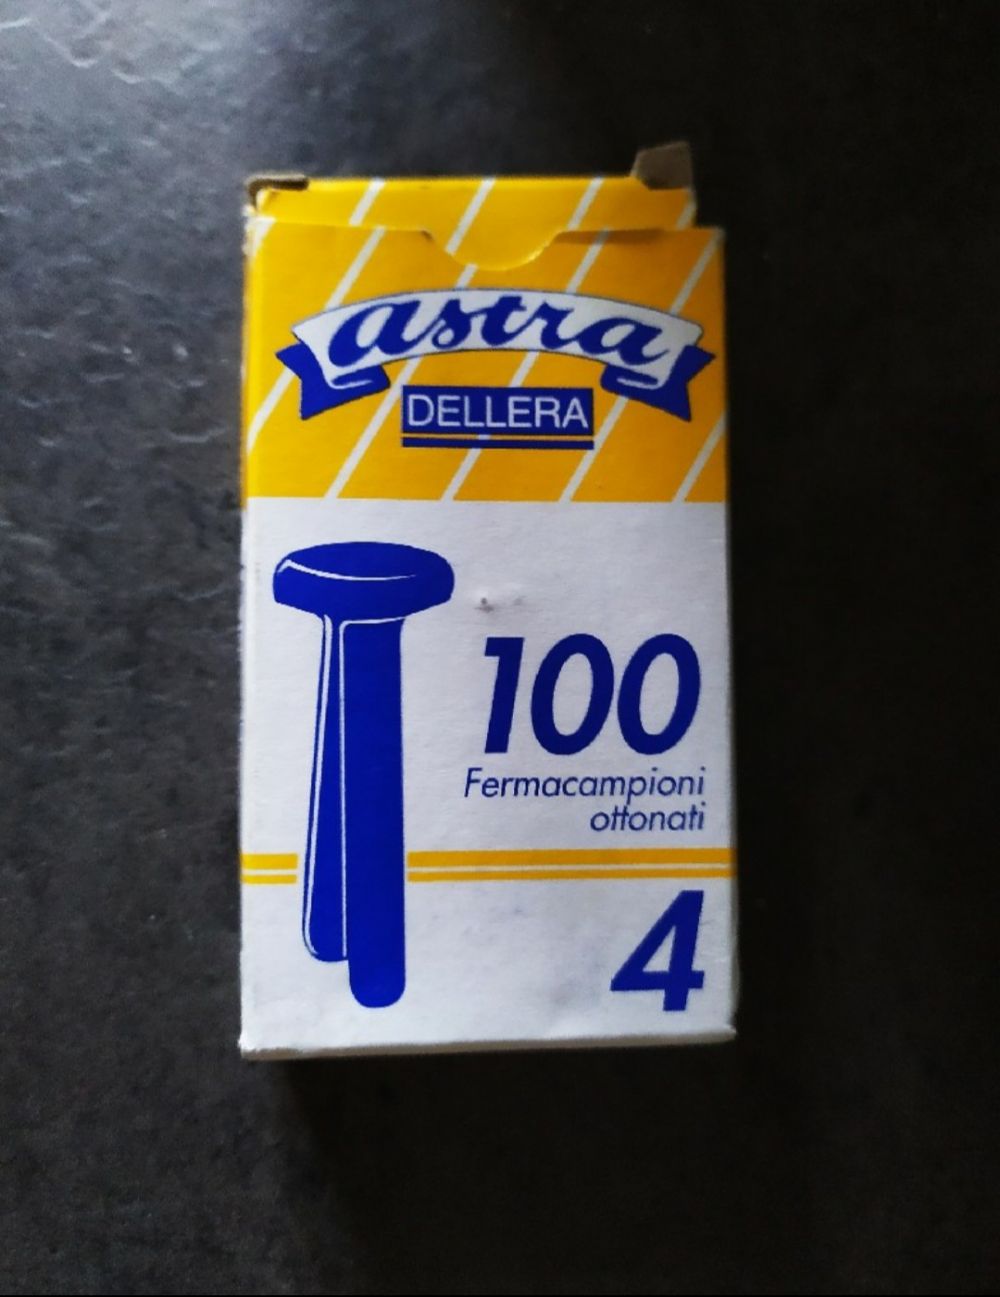 astra
DELLERA
100
Fermacampioni
ottonati
4